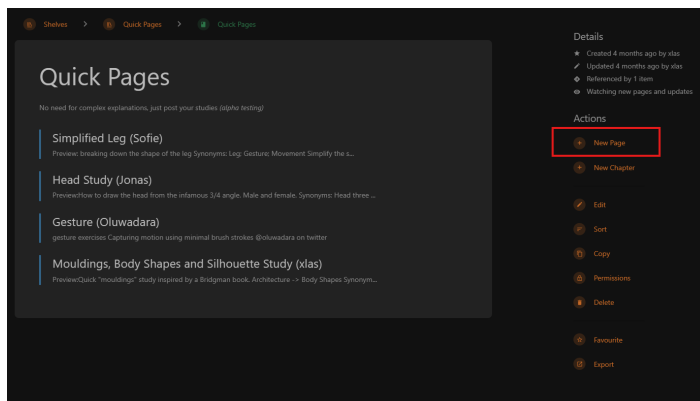 Shelves > Quick Pages > Quick Pages
Quick Pages
No need for complex explanations, just post your studies (alpha testing)
Simplified Leg (Sofie)
Preview: breaking down the shape of the leg Synonyms: Leg; Gesture; Movement Simplify the s...
Head Study (Jonas)
Preview:How to draw the head from the infamous 3/4 angle. Male and female. Synonyms: Head three ...
Gesture (Oluwadara)
gesture exercises Capturing motion using minimal brush strokes @oluwadara on twitter
Mouldings, Body Shapes and Silhouette Study (xlas)
Preview:Quick "mouldings" study inspired by a Bridgman book. Architecture -> Body Shapes Synonym...
Details
Created 4 months ago by xlas
Updated 4 months ago by xlas
Referenced by 1 item
Watching new pages and updates
Actions
New Page
New Chapter
Edit
Sort
Copy
Permissions
Delete
Favourite
Export